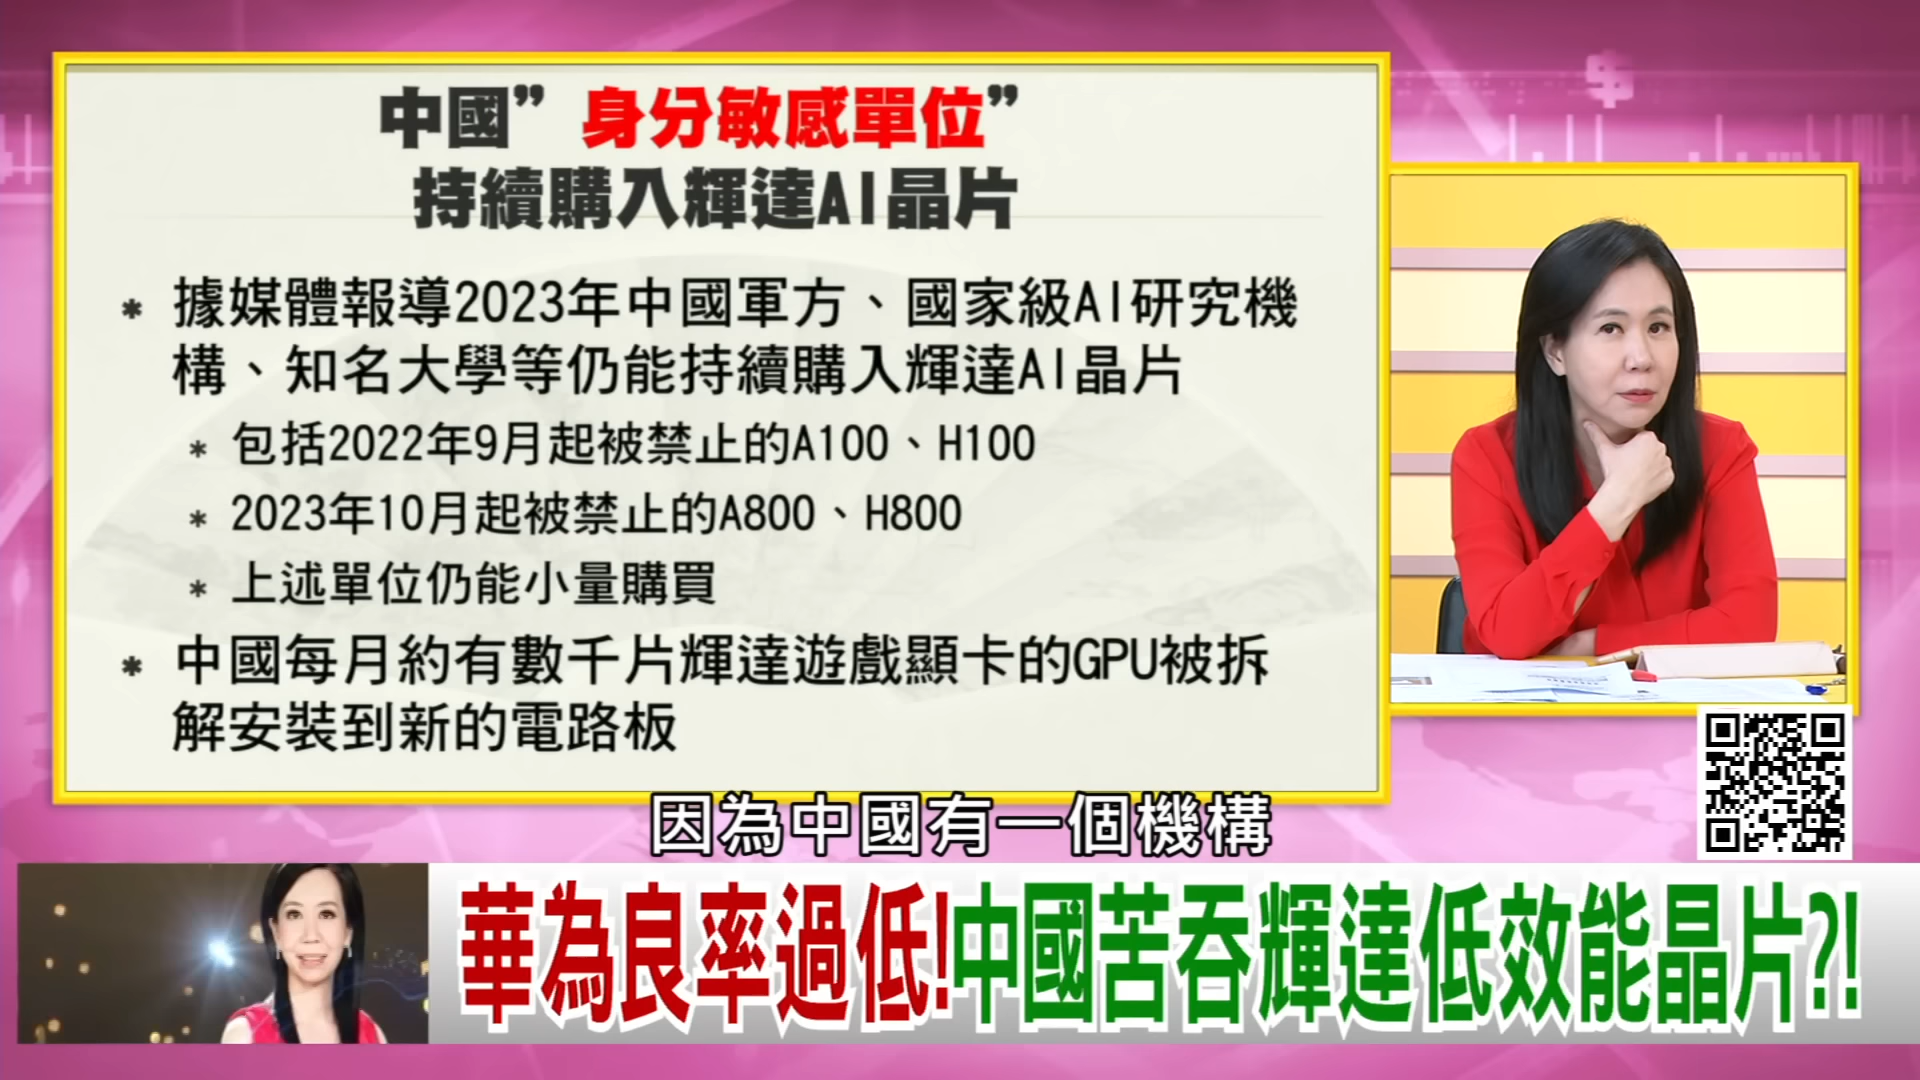 中國”身分敏感單位”
持續購入輝達AI晶片
* 據媒體報導2023年中國軍方、國家級AI研究機
構、知名大學等仍能持續購入輝達AI晶片
* 包括2022年9月起被禁止的A100、H100
* 2023年10月起被禁止的A800、H800
* 上述單位仍能小量購買
* 中國每月約有數千片輝達遊戲顯卡的GPU被拆
解安裝到新的電路板
因為中國有一個機構
華為良率過低!中國苦吞輝達低效能晶片?!